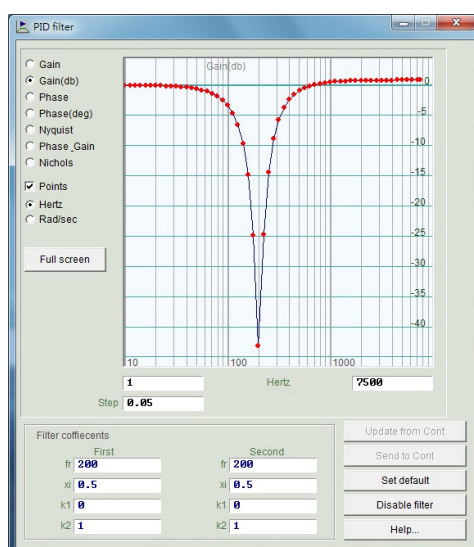 PID filter
Gain
Gain(db)
Phase
Phase(deg)
Nyquist
Phase ,Gain
Nichols
Points
Hertz
Rad/sec
Full screen
Gain(db)
0
-5
-10
-15
-20
-25
-30
-35
-40
10 100 1000
1 Hertz 7500
Step 0.05
Filter cofficents
First Second
fr 200 fr 200
xi 0.5 xi 0.5
k1 0 k1 0
k2 1 k2 1
Update from Cont
Send to Cont
Set default
Disable filter
Help...